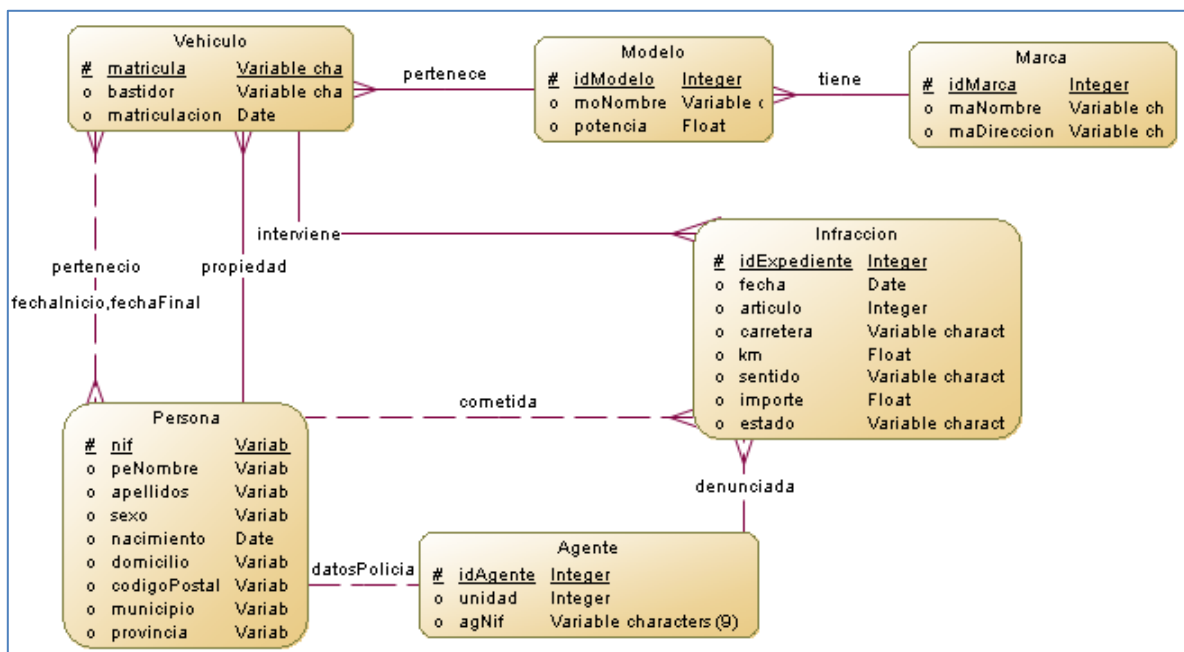 Vehiculo
# matricula Variable cha
o bastidor Variable cha
o matriculacion Date
pertenece
Modelo
# idModelo Integer
o moNombre Variable c
o potencia Float
tiene
Marca
# idMarca Integer
o maNombre Variable ch
o maDireccion Variable ch
interviene
pertenecio
fechaInicio,fechaFinal
propiedad
Infraccion
# idExpediente Integer
o fecha Date
o articulo Integer
o carretera Variable charact
o km Float
o sentido Variable charact
o importe Float
o estado Variable charact
cometida
Persona
# nif Variab
o peNombre Variab
o apellidos Variab
o sexo Variab
o nacimiento Date
o domicilio Variab
o codigoPostal Variab
o municipio Variab
o provincia Variab
denunciada
datosPolicia
Agente
# idAgente Integer
o unidad Integer
o agNif Variable characters (9)